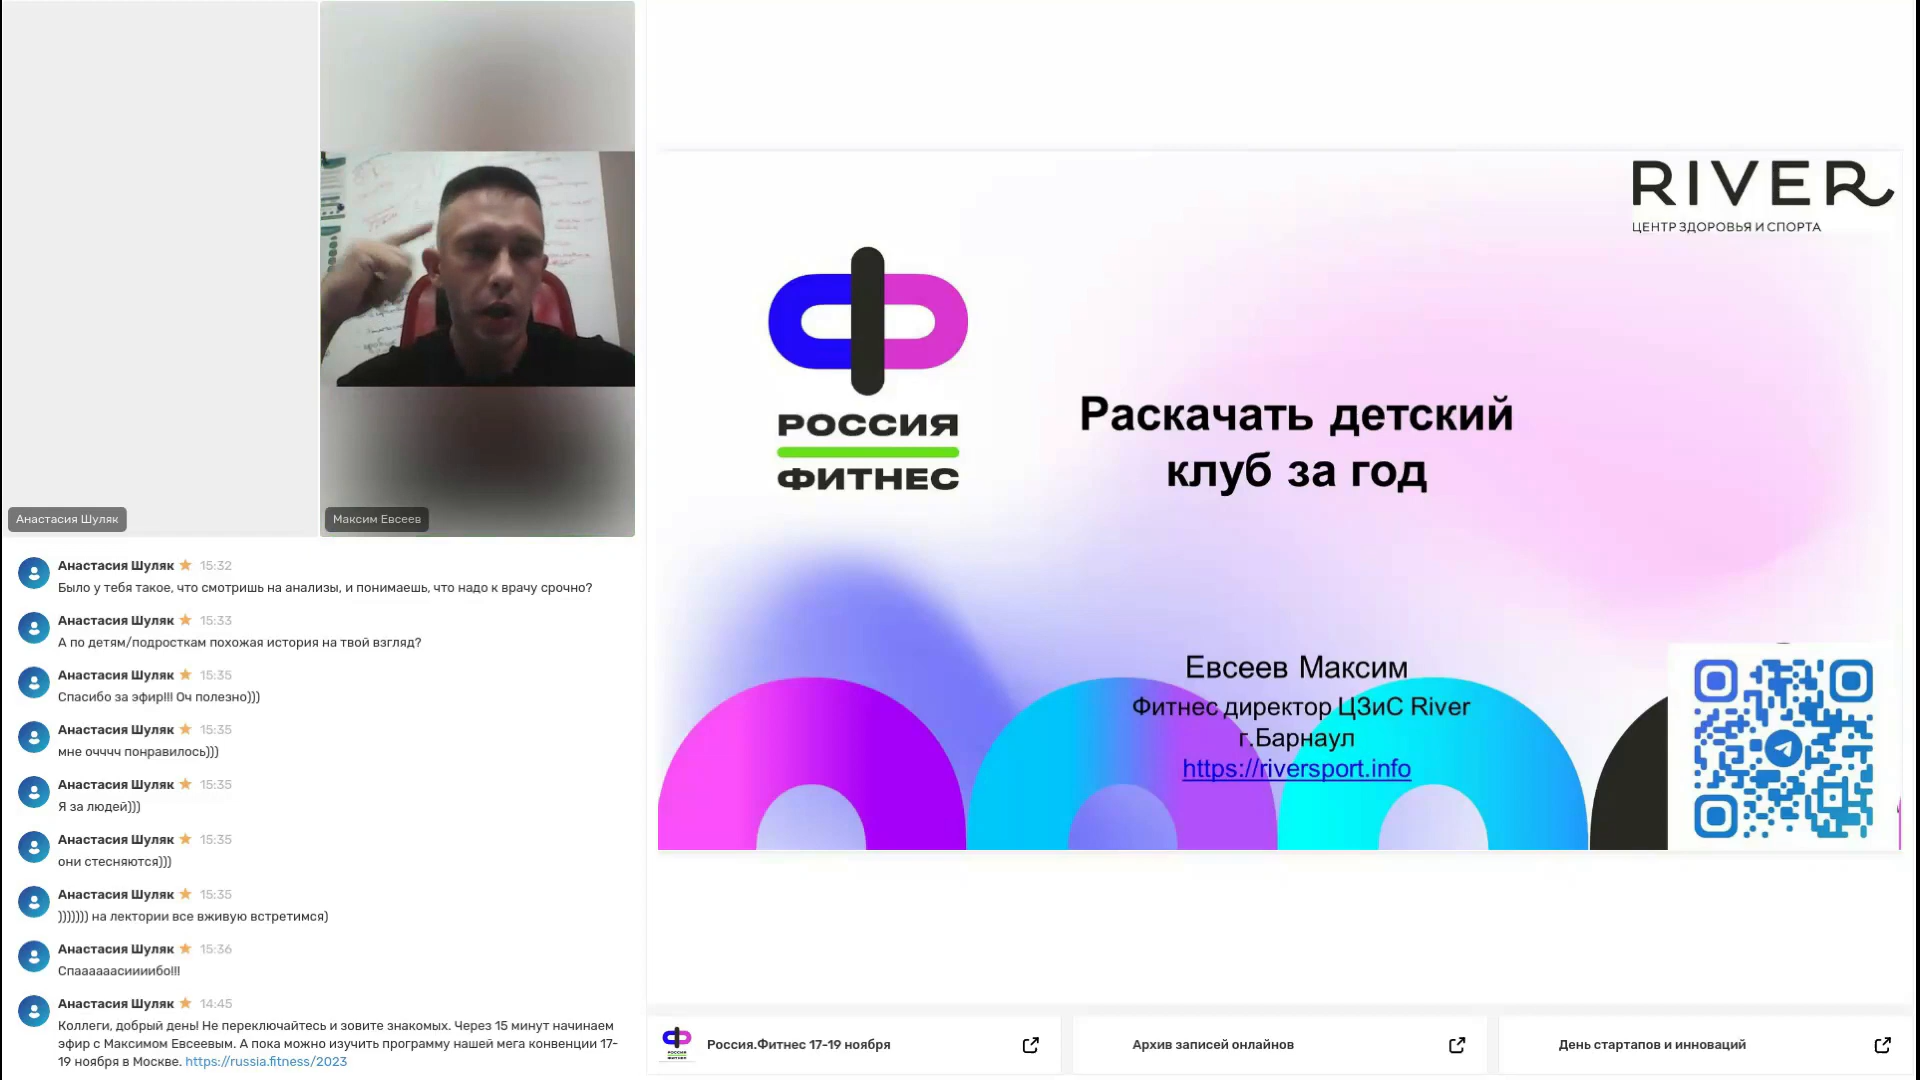 Анастасия Шуляк
Максим Евсеев
Анастасия Шуляк 15:32
Было у тебя такое, что смотришь на анализы, и понимаешь, что надо к врачу срочно?
Анастасия Шуляк 15:33
А по детям/подросткам похожая история на твой взгляд?
Анастасия Шуляк 15:35
Спасибо за эфир!!! Оч полезно)))
Анастасия Шуляк 15:35
мне очччч понравилось)))
Анастасия Шуляк 15:35
Я за людей)))
Анастасия Шуляк 15:35
они стесняются)))
Анастасия Шуляк 15:35
))))))) на лектории все вживую встретимся)
Анастасия Шуляк 15:36
Спаааааасиииибо!!!
Анастасия Шуляк 14:45
Коллеги, добрый день! Не переключайтесь и зовите знакомых. Через 15 минут начинаем
эфир с Максимом Евсеевым. А пока можно изучить программу нашей мега конвенции 17-
19 ноября в Москве. https://russia.fitness/2023
RIVER
ЦЕНТР ЗДОРОВЬЯ И СПОРТА
РОССИЯ
ФИТНЕС
Раскачать детский
клуб за год
Евсеев Максим
Фитнес директор ЦЗиС River
г.Барнаул
https://riversport.info
РОССИЯ
ФИТНЕС
Россия.Фитнес 17-19 ноября
Архив записей онлайнов
День стартапов и инноваций